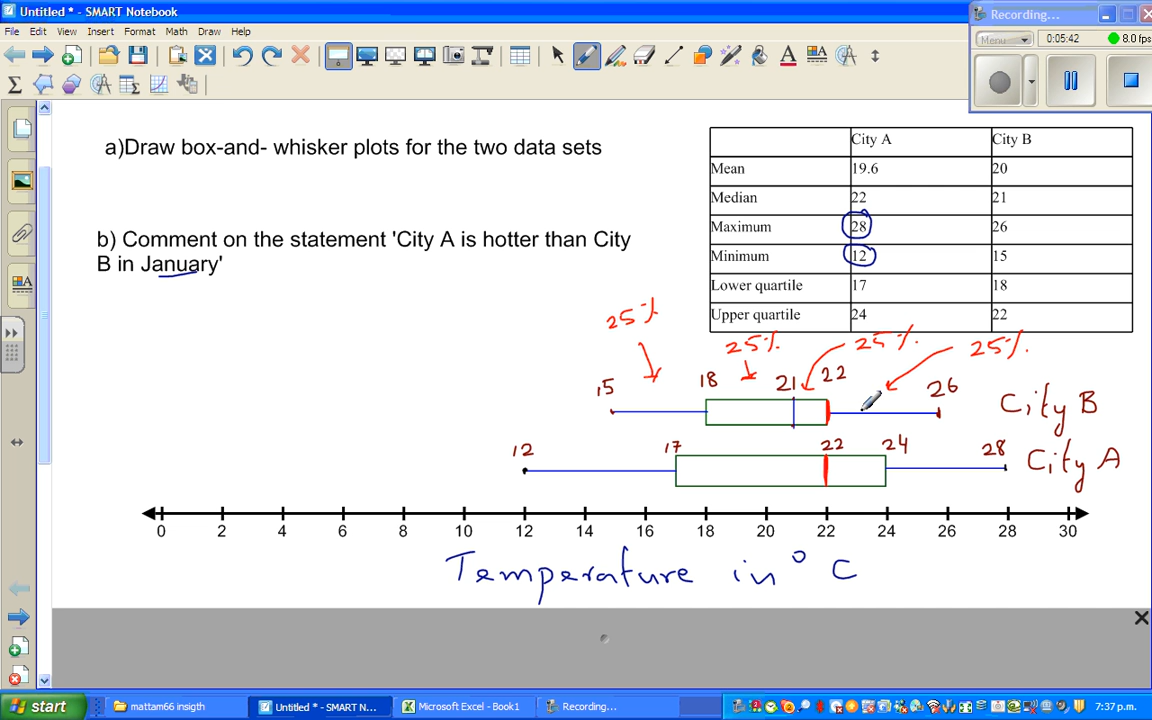 Untitled * - SMART Notebook
Recording...
File Edit View Insert Format Math Draw Help
Menu 0:05:42 8.0 fps
a)Draw box-and- whisker plots for the two data sets
City A City B
Mean 19.6 20
Median 22 21
Maximum 28 26
Minimum 12 15
Lower quartile 17 18
Upper quartile 24 22
b) Comment on the statement 'City A is hotter than City
B in January'
25% 25% 25% 25%
15 18 21 22 26 City B
12 17 22 24 28 City A
0 2 4 6 8 10 12 14 16 18 20 22 24 26 28 30
Temperature in ° C
start mattam66 insigth Untitled * - SMART N... Microsoft Excel - Book1 Recording... 7:37 p.m.